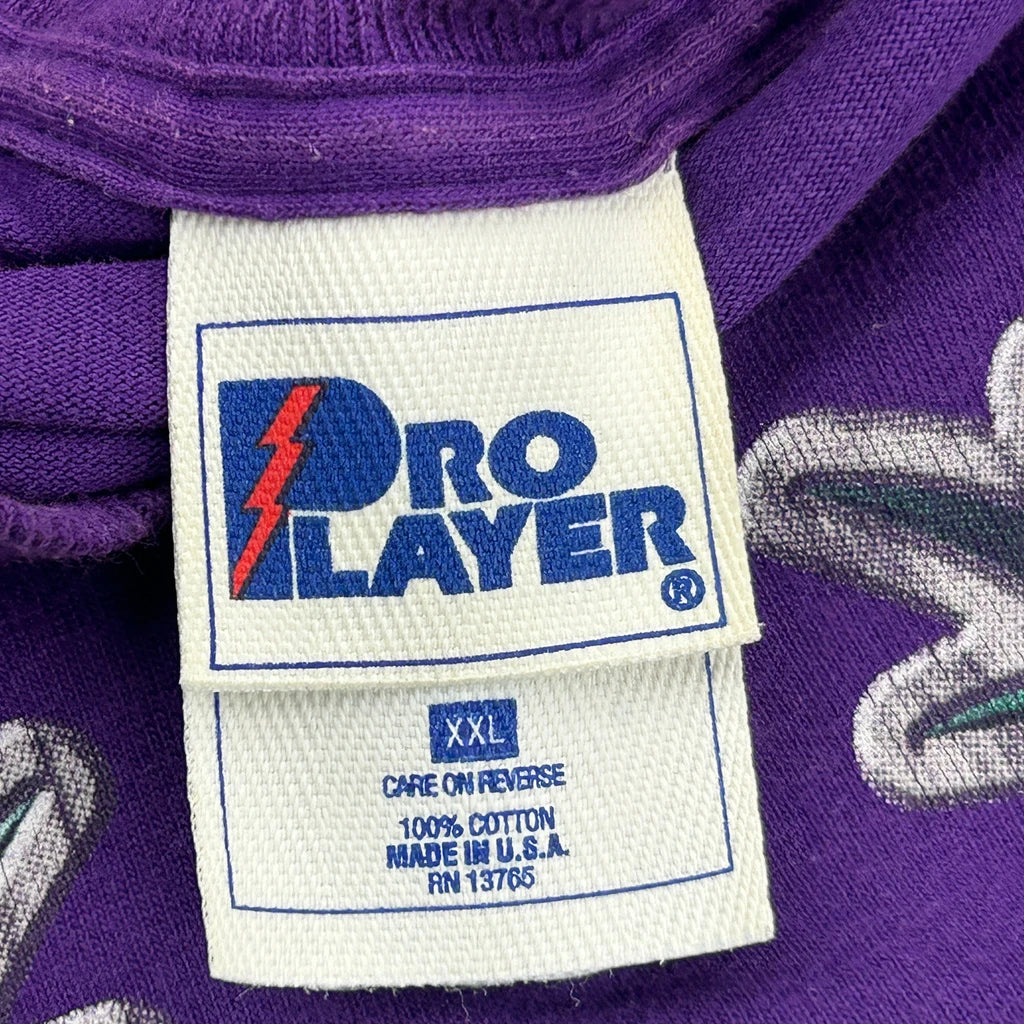 PRO
PLAYER®
XXL
CARE ON REVERSE
100% COTTON
MADE IN U.S.A.
RN 13765